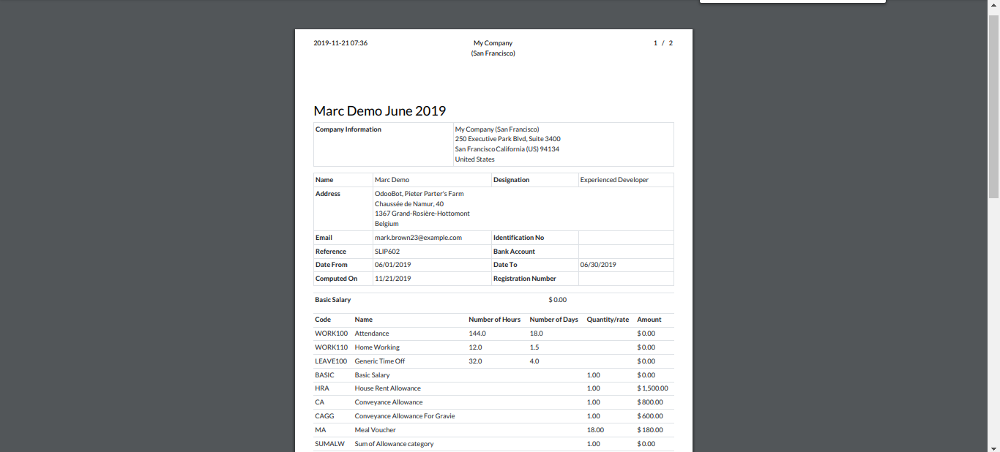 2019-11-21 07:36 My Company 1 / 2
(San Francisco)
Marc Demo June 2019
Company Information My Company (San Francisco)
250 Executive Park Blvd, Suite 3400
San Francisco California (US) 94134
United States
Name Marc Demo Designation Experienced Developer
Address OdooBot, Pieter Parter's Farm
Chaussée de Namur, 40
1367 Grand-Rosière-Hottomont
Belgium
Email mark.brown23@example.com Identification No
Reference SLIP602 Bank Account
Date From 06/01/2019 Date To 06/30/2019
Computed On 11/21/2019 Registration Number
Basic Salary $ 0.00
Code Name Number of Hours Number of Days Quantity/rate Amount
WORK100 Attendance 144.0 18.0 $ 0.00
WORK110 Home Working 12.0 1.5 $ 0.00
LEAVE100 Generic Time Off 32.0 4.0 $ 0.00
BASIC Basic Salary 1.00 $ 0.00
HRA House Rent Allowance 1.00 $ 1,500.00
CA Conveyance Allowance 1.00 $ 800.00
CAGG Conveyance Allowance For Gravie 1.00 $ 600.00
MA Meal Voucher 18.00 $ 180.00
SUMALW Sum of Allowance category 1.00 $ 0.00